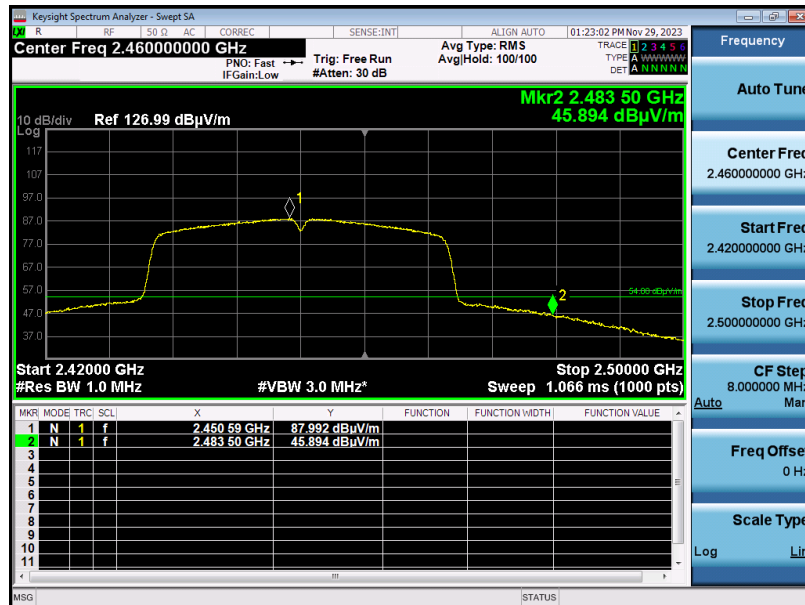 Keysight Spectrum Analyzer - Swept SA
LXI R RF 50 Ω AC CORREC SENSE:INT ALIGN AUTO 01:23:02 PM Nov 29, 2023
Center Freq 2.460000000 GHz
PNO: Fast
IFGain:Low
Trig: Free Run
#Atten: 30 dB
Avg Type: RMS
Avg|Hold: 100/100
TRACE 1 2 3 4 5 6
TYPE A WWWWW
DET A N N N N N
Mkr2 2.483 50 GHz
45.894 dBµV/m
10 dB/div Ref 126.99 dBµV/m
Log
117
107
97.0
87.0
77.0
67.0
57.0
47.0
37.0
1
2
54.00 dBµV/m
Start 2.42000 GHz Stop 2.50000 GHz
#Res BW 1.0 MHz #VBW 3.0 MHz* Sweep 1.066 ms (1000 pts)
MKR MODE TRC SCL X Y FUNCTION FUNCTION WIDTH FUNCTION VALUE
1 N 1 f 2.450 59 GHz 87.992 dBµV/m
2 N 1 f 2.483 50 GHz 45.894 dBµV/m
3
4
5
6
7
8
9
10
11
MSG STATUS
Frequency
Auto Tune
Center Freq
2.460000000 GHz
Start Freq
2.420000000 GHz
Stop Freq
2.500000000 GHz
CF Step
8.000000 MHz
Auto Man
Freq Offset
0 Hz
Scale Type
Log Lin